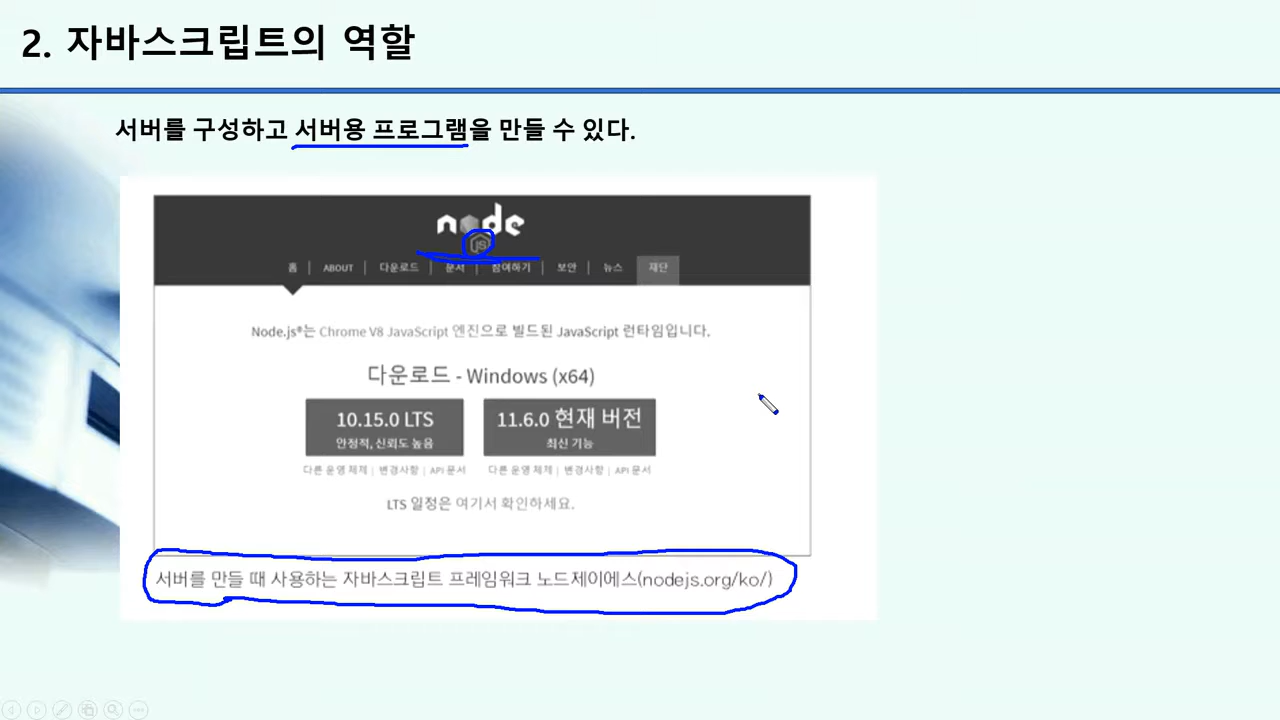 2. 자바스크립트의 역할
서버를 구성하고 서버용 프로그램을 만들 수 있다.
node
JS
홈 | ABOUT | 다운로드 | 문서 | 참여하기 | 보안 | 뉴스 | 재단
Node.js®는 Chrome V8 JavaScript 엔진으로 빌드된 JavaScript 런타임입니다.
다운로드 - Windows (x64)
10.15.0 LTS
안정적, 신뢰도 높음
11.6.0 현재 버전
최신 기능
다른 운영 체제 | 변경사항 | API 문서
다른 운영 체제 | 변경사항 | API 문서
LTS 일정은 여기서 확인하세요.
서버를 만들 때 사용하는 자바스크립트 프레임워크 노드제이에스(nodejs.org/ko/)